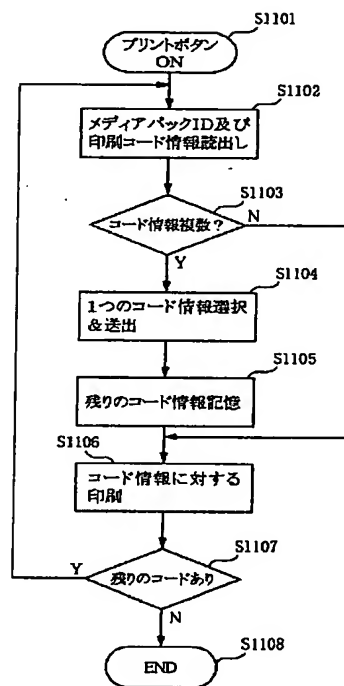 S1101
プリントボタン
ON
S1102
メディアパックID及び
印刷コード情報読出し
S1103
コード情報複数?
N
Y
S1104
1つのコード情報選択
&送出
S1105
残りのコード情報記憶
S1106
コード情報に対する
印刷
S1107
Y
残りのコードあり
N
S1108
END